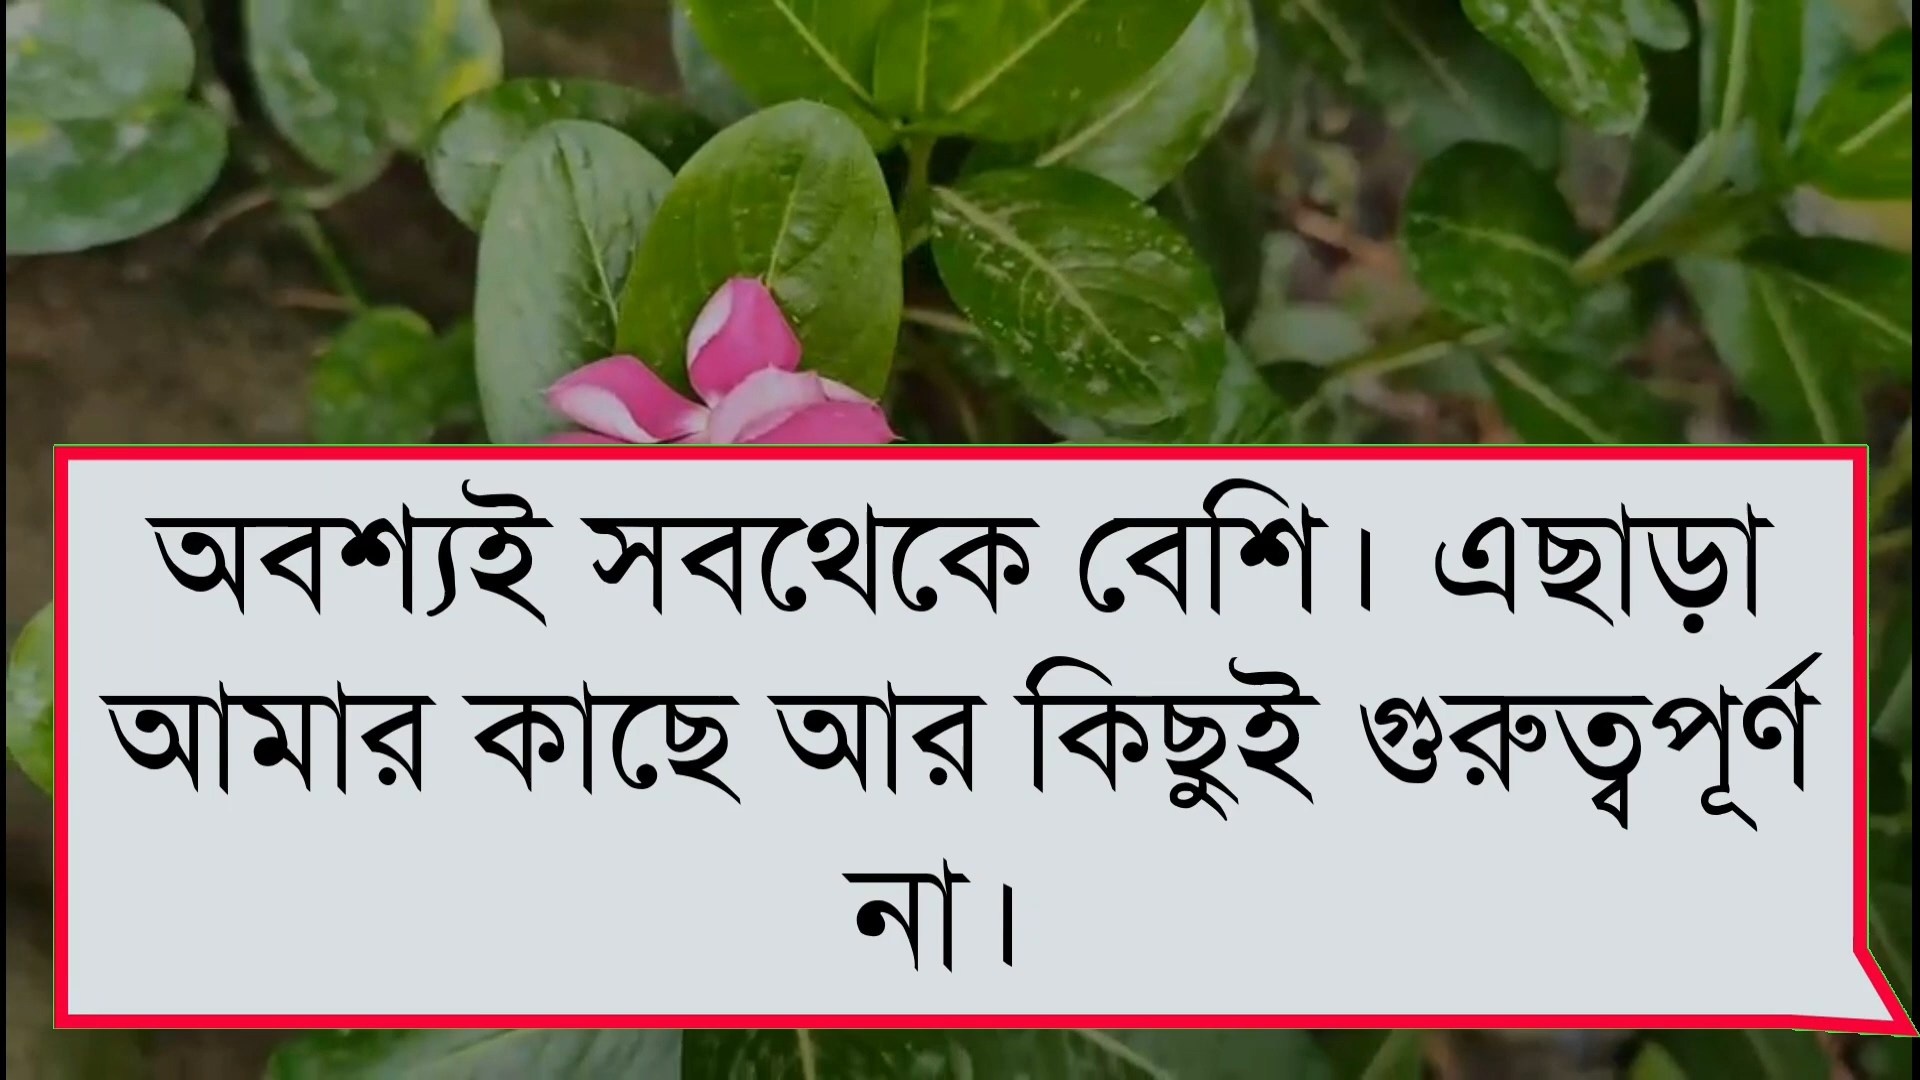 অবশ্যই সবথেকে বেশি। এছাড়া
আমার কাছে আর কিছুই গুরুত্বপূর্ণ
না।